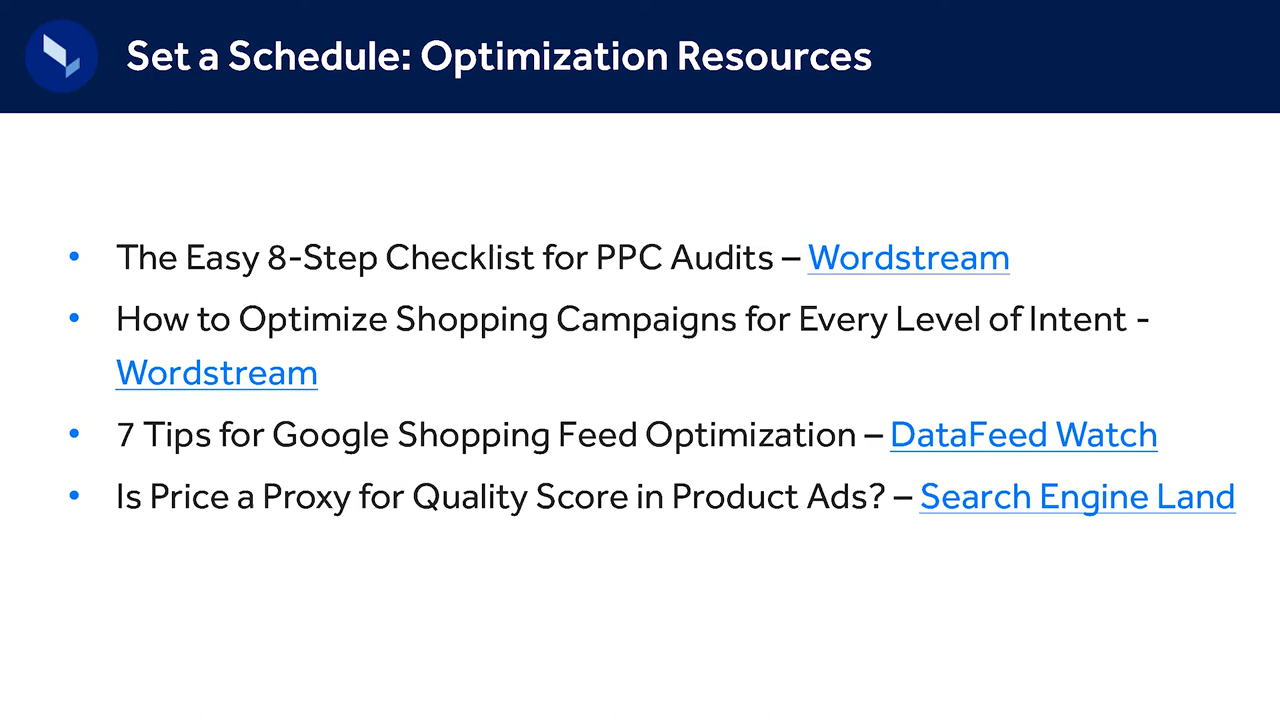 Set a Schedule: Optimization Resources
• The Easy 8-Step Checklist for PPC Audits – Wordstream
• How to Optimize Shopping Campaigns for Every Level of Intent -
Wordstream
• 7 Tips for Google Shopping Feed Optimization – DataFeed Watch
• Is Price a Proxy for Quality Score in Product Ads? – Search Engine Land